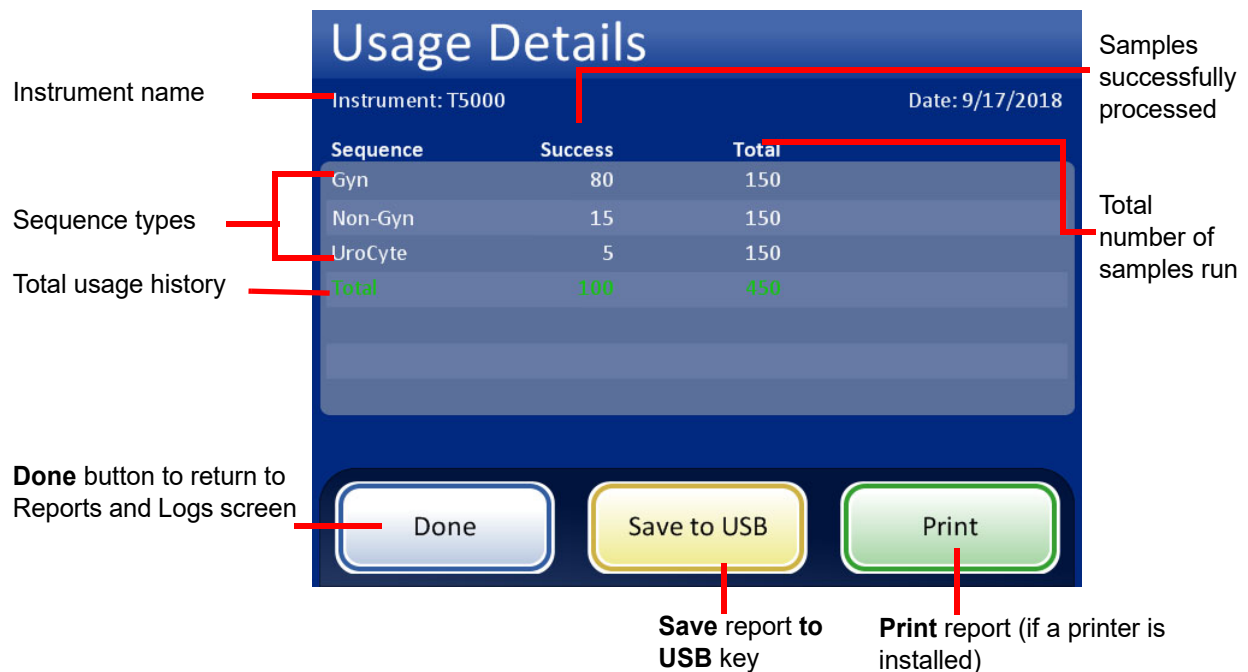 Usage Details
Samples
successfully
processed
Instrument name
Instrument: T5000
Date: 9/17/2018
Sequence Success Total
Gyn 80 150
Sequence types
Non-Gyn 15 150
UroCyte 5 150
Total
number of
samples run
Total usage history
Total 100 450
Done button to return to
Reports and Logs screen
Done
Save to USB
Print
Save report to
USB key
Print report (if a printer is
installed)